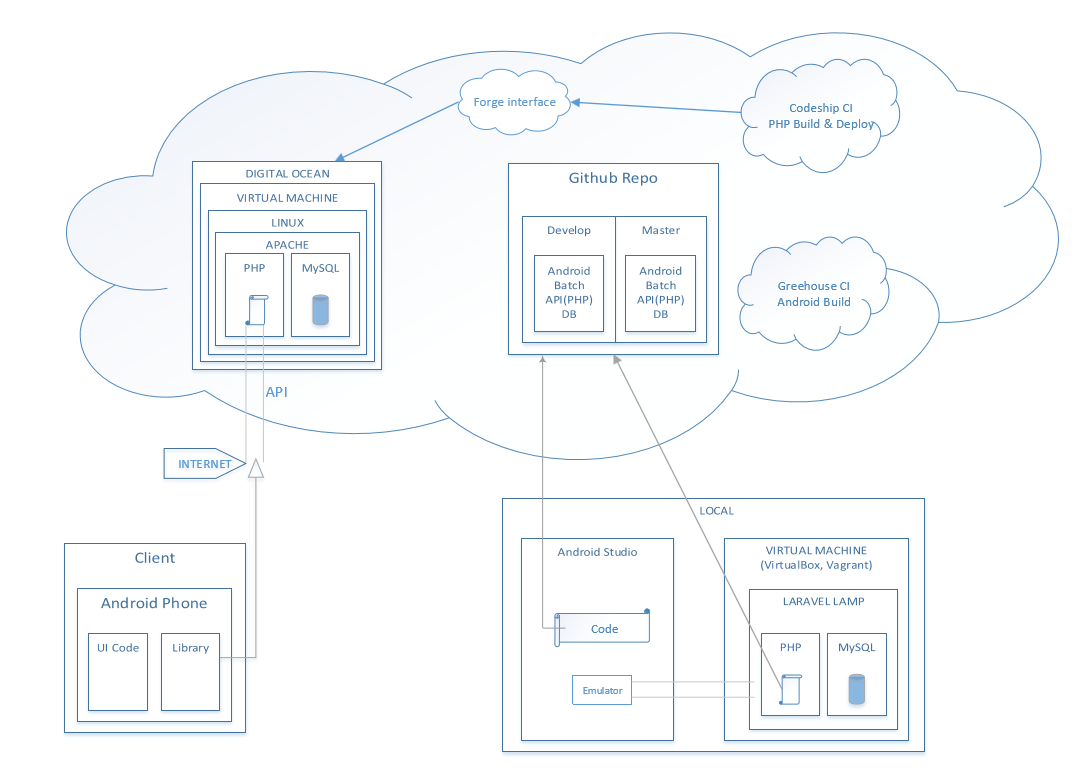 Forge interface
Codeship CI
PHP Build & Deploy
DIGITAL OCEAN
VIRTUAL MACHINE
LINUX
APACHE
PHP
MySQL
Github Repo
Develop
Master
Android
Batch
API(PHP)
DB
Android
Batch
API(PHP)
DB
Greehouse CI
Android Build
API
INTERNET
Client
Android Phone
UI Code
Library
LOCAL
Android Studio
Code
Emulator
VIRTUAL MACHINE
(VirtualBox, Vagrant)
LARAVEL LAMP
PHP
MySQL